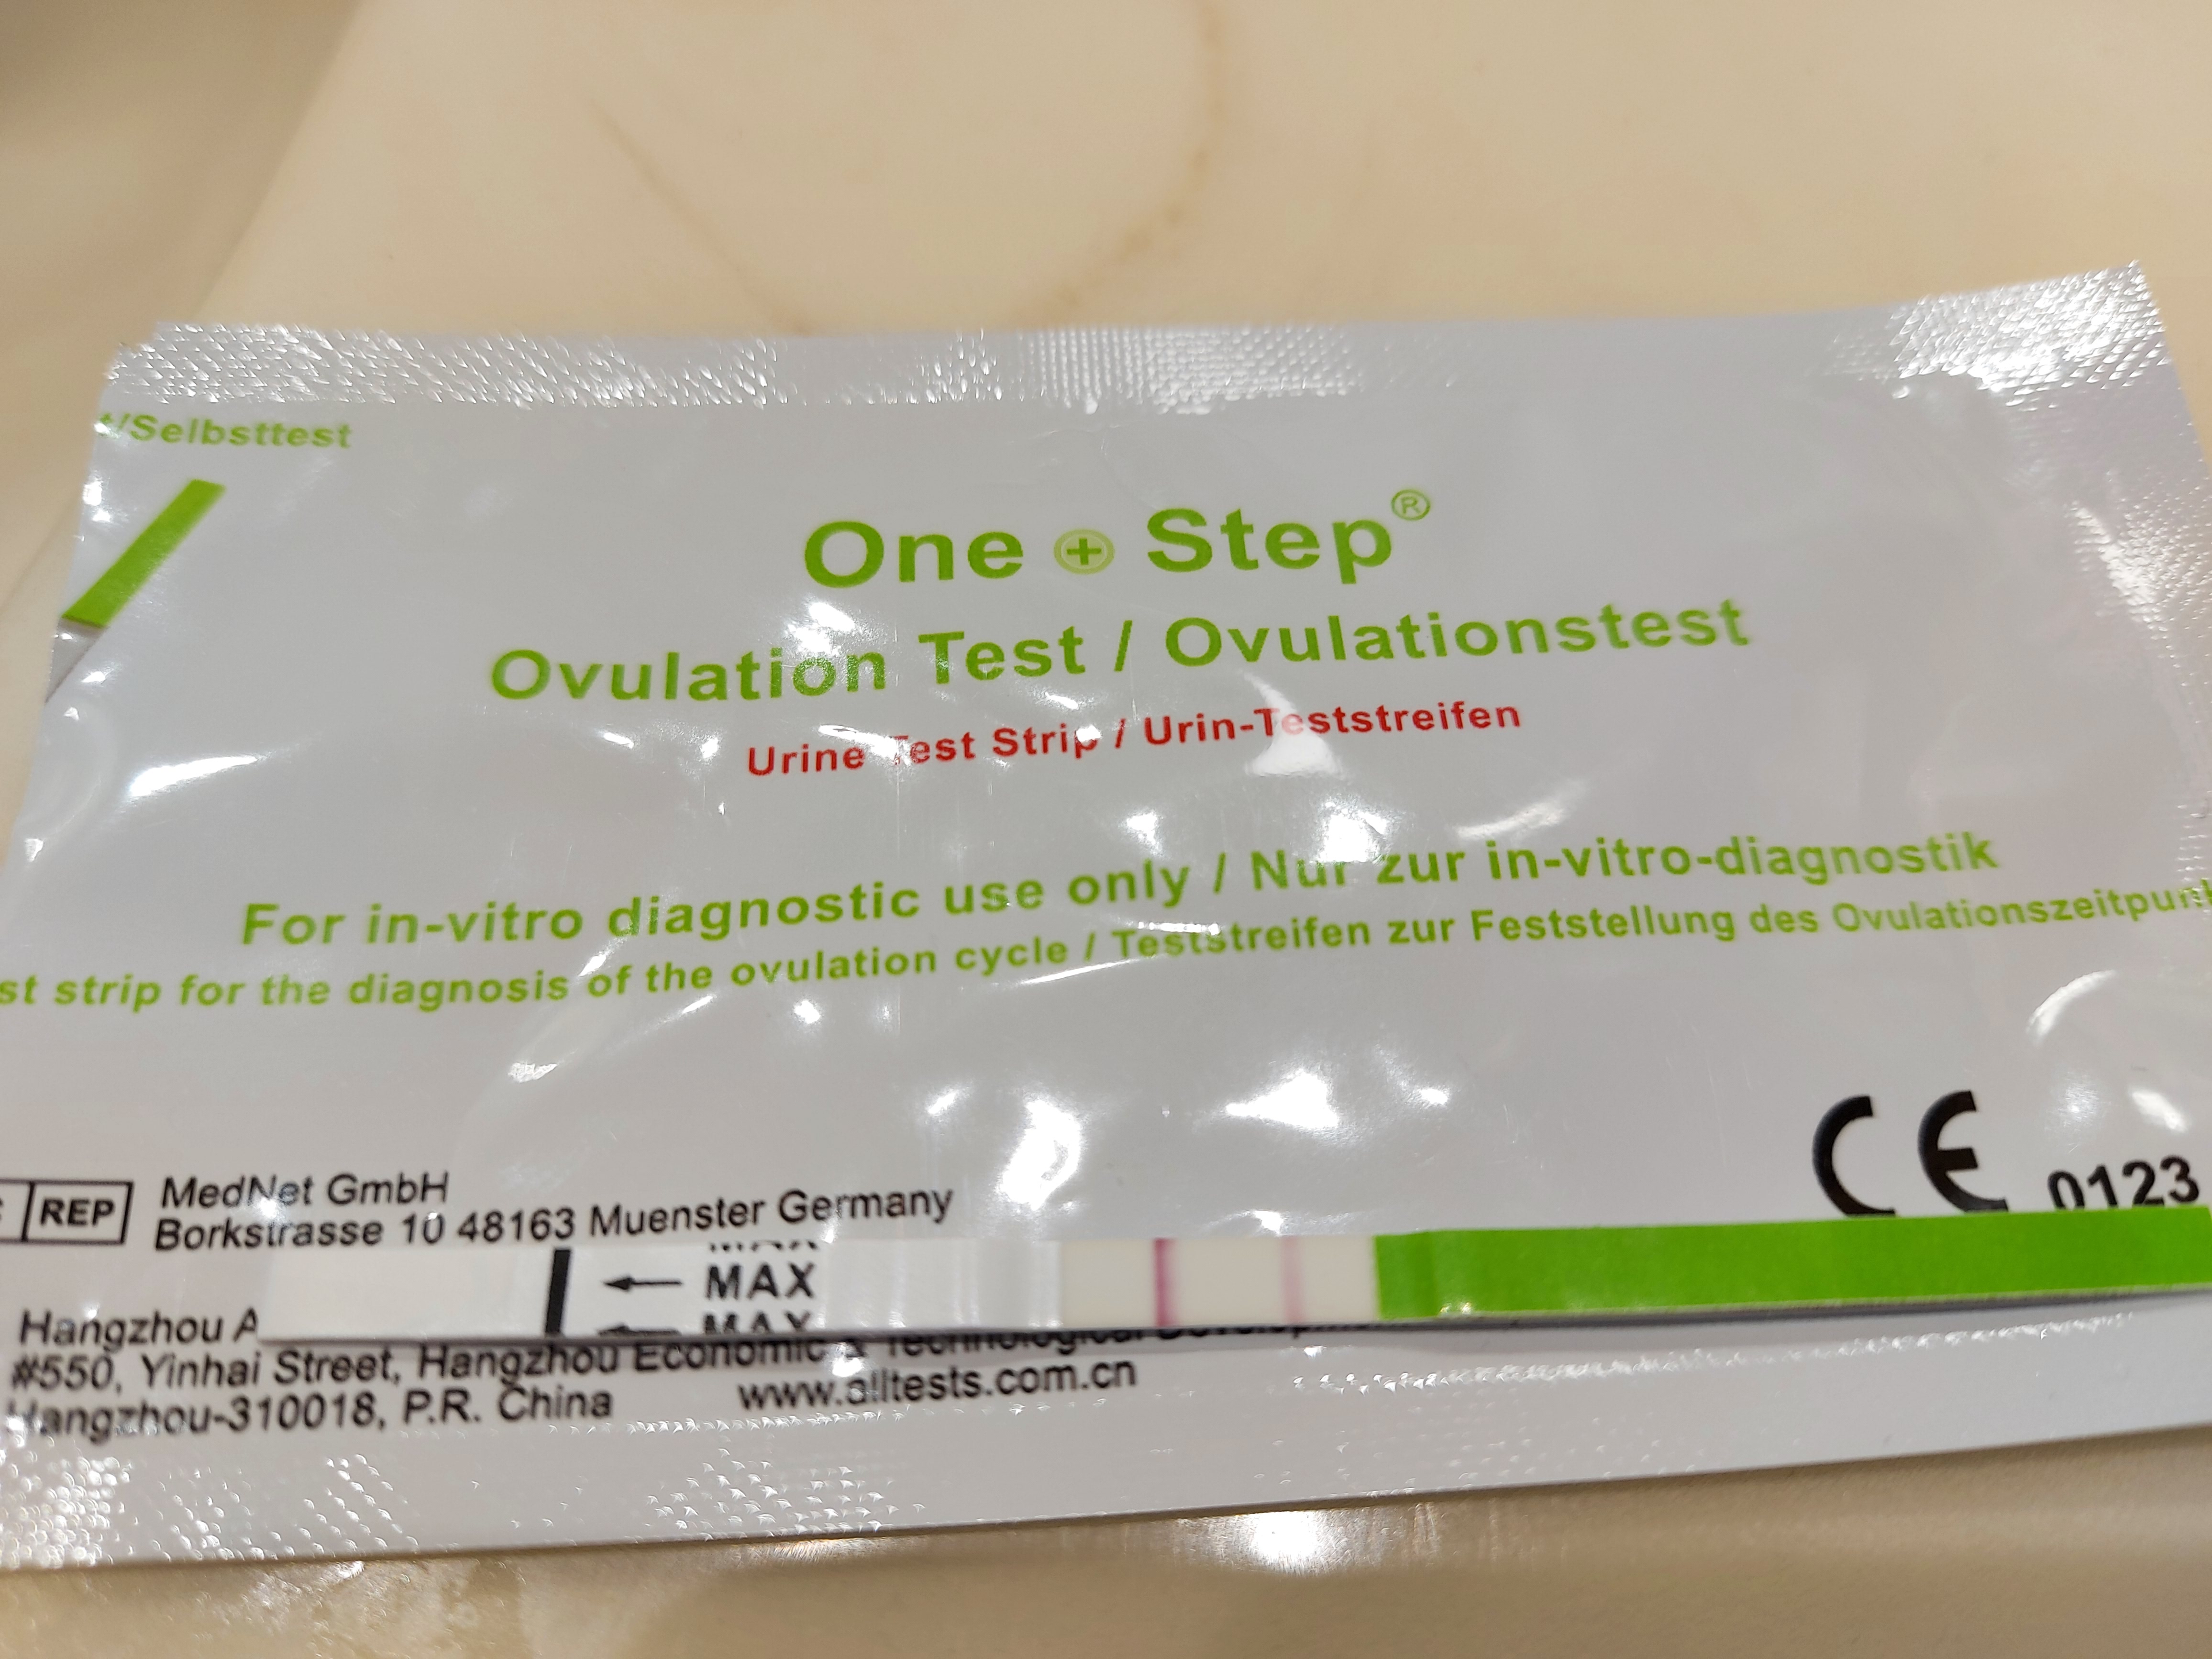 t/Selbsttest
One + Step®
Ovulation Test / Ovulationstest
Urine Test Strip / Urin-Teststreifen
For in-vitro diagnostic use only / Nur zur in-vitro-diagnostik
st strip for the diagnosis of the ovulation cycle / Teststreifen zur Feststellung des Ovulationszeitpunk
CE 0123
REP
MedNet GmbH
Borkstrasse 10 48163 Muenster Germany
MAX
MAX
Hangzhou A
#550, Yinhai Street, Hangzhou Economic & Technological
Hangzhou-310018, P.R. China
www.alltests.com.cn